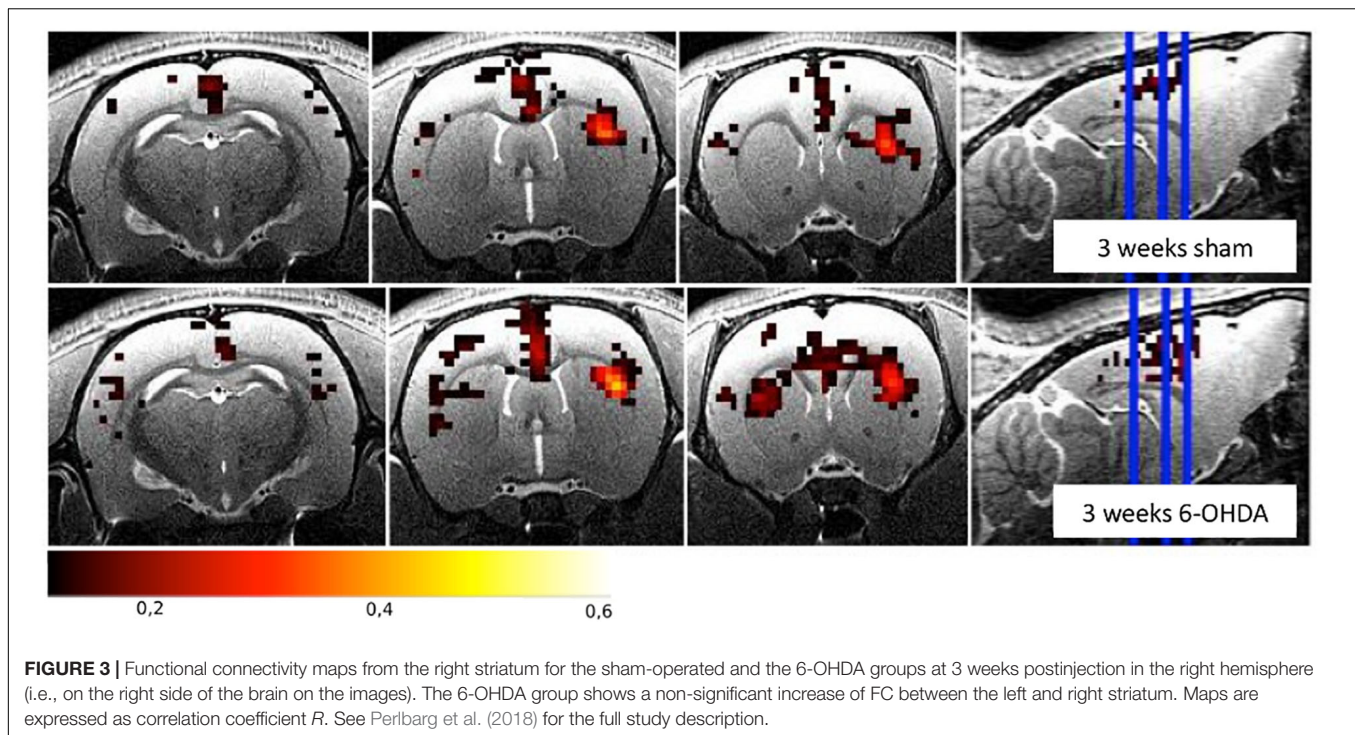 3 weeks sham
3 weeks 6-OHDA
0,2 0,4 0,6
FIGURE 3 | Functional connectivity maps from the right striatum for the sham-operated and the 6-OHDA groups at 3 weeks postinjection in the right hemisphere
(i.e., on the right side of the brain on the images). The 6-OHDA group shows a non-significant increase of FC between the left and right striatum. Maps are
expressed as correlation coefficient R. See Perlbarg et al. (2018) for the full study description.